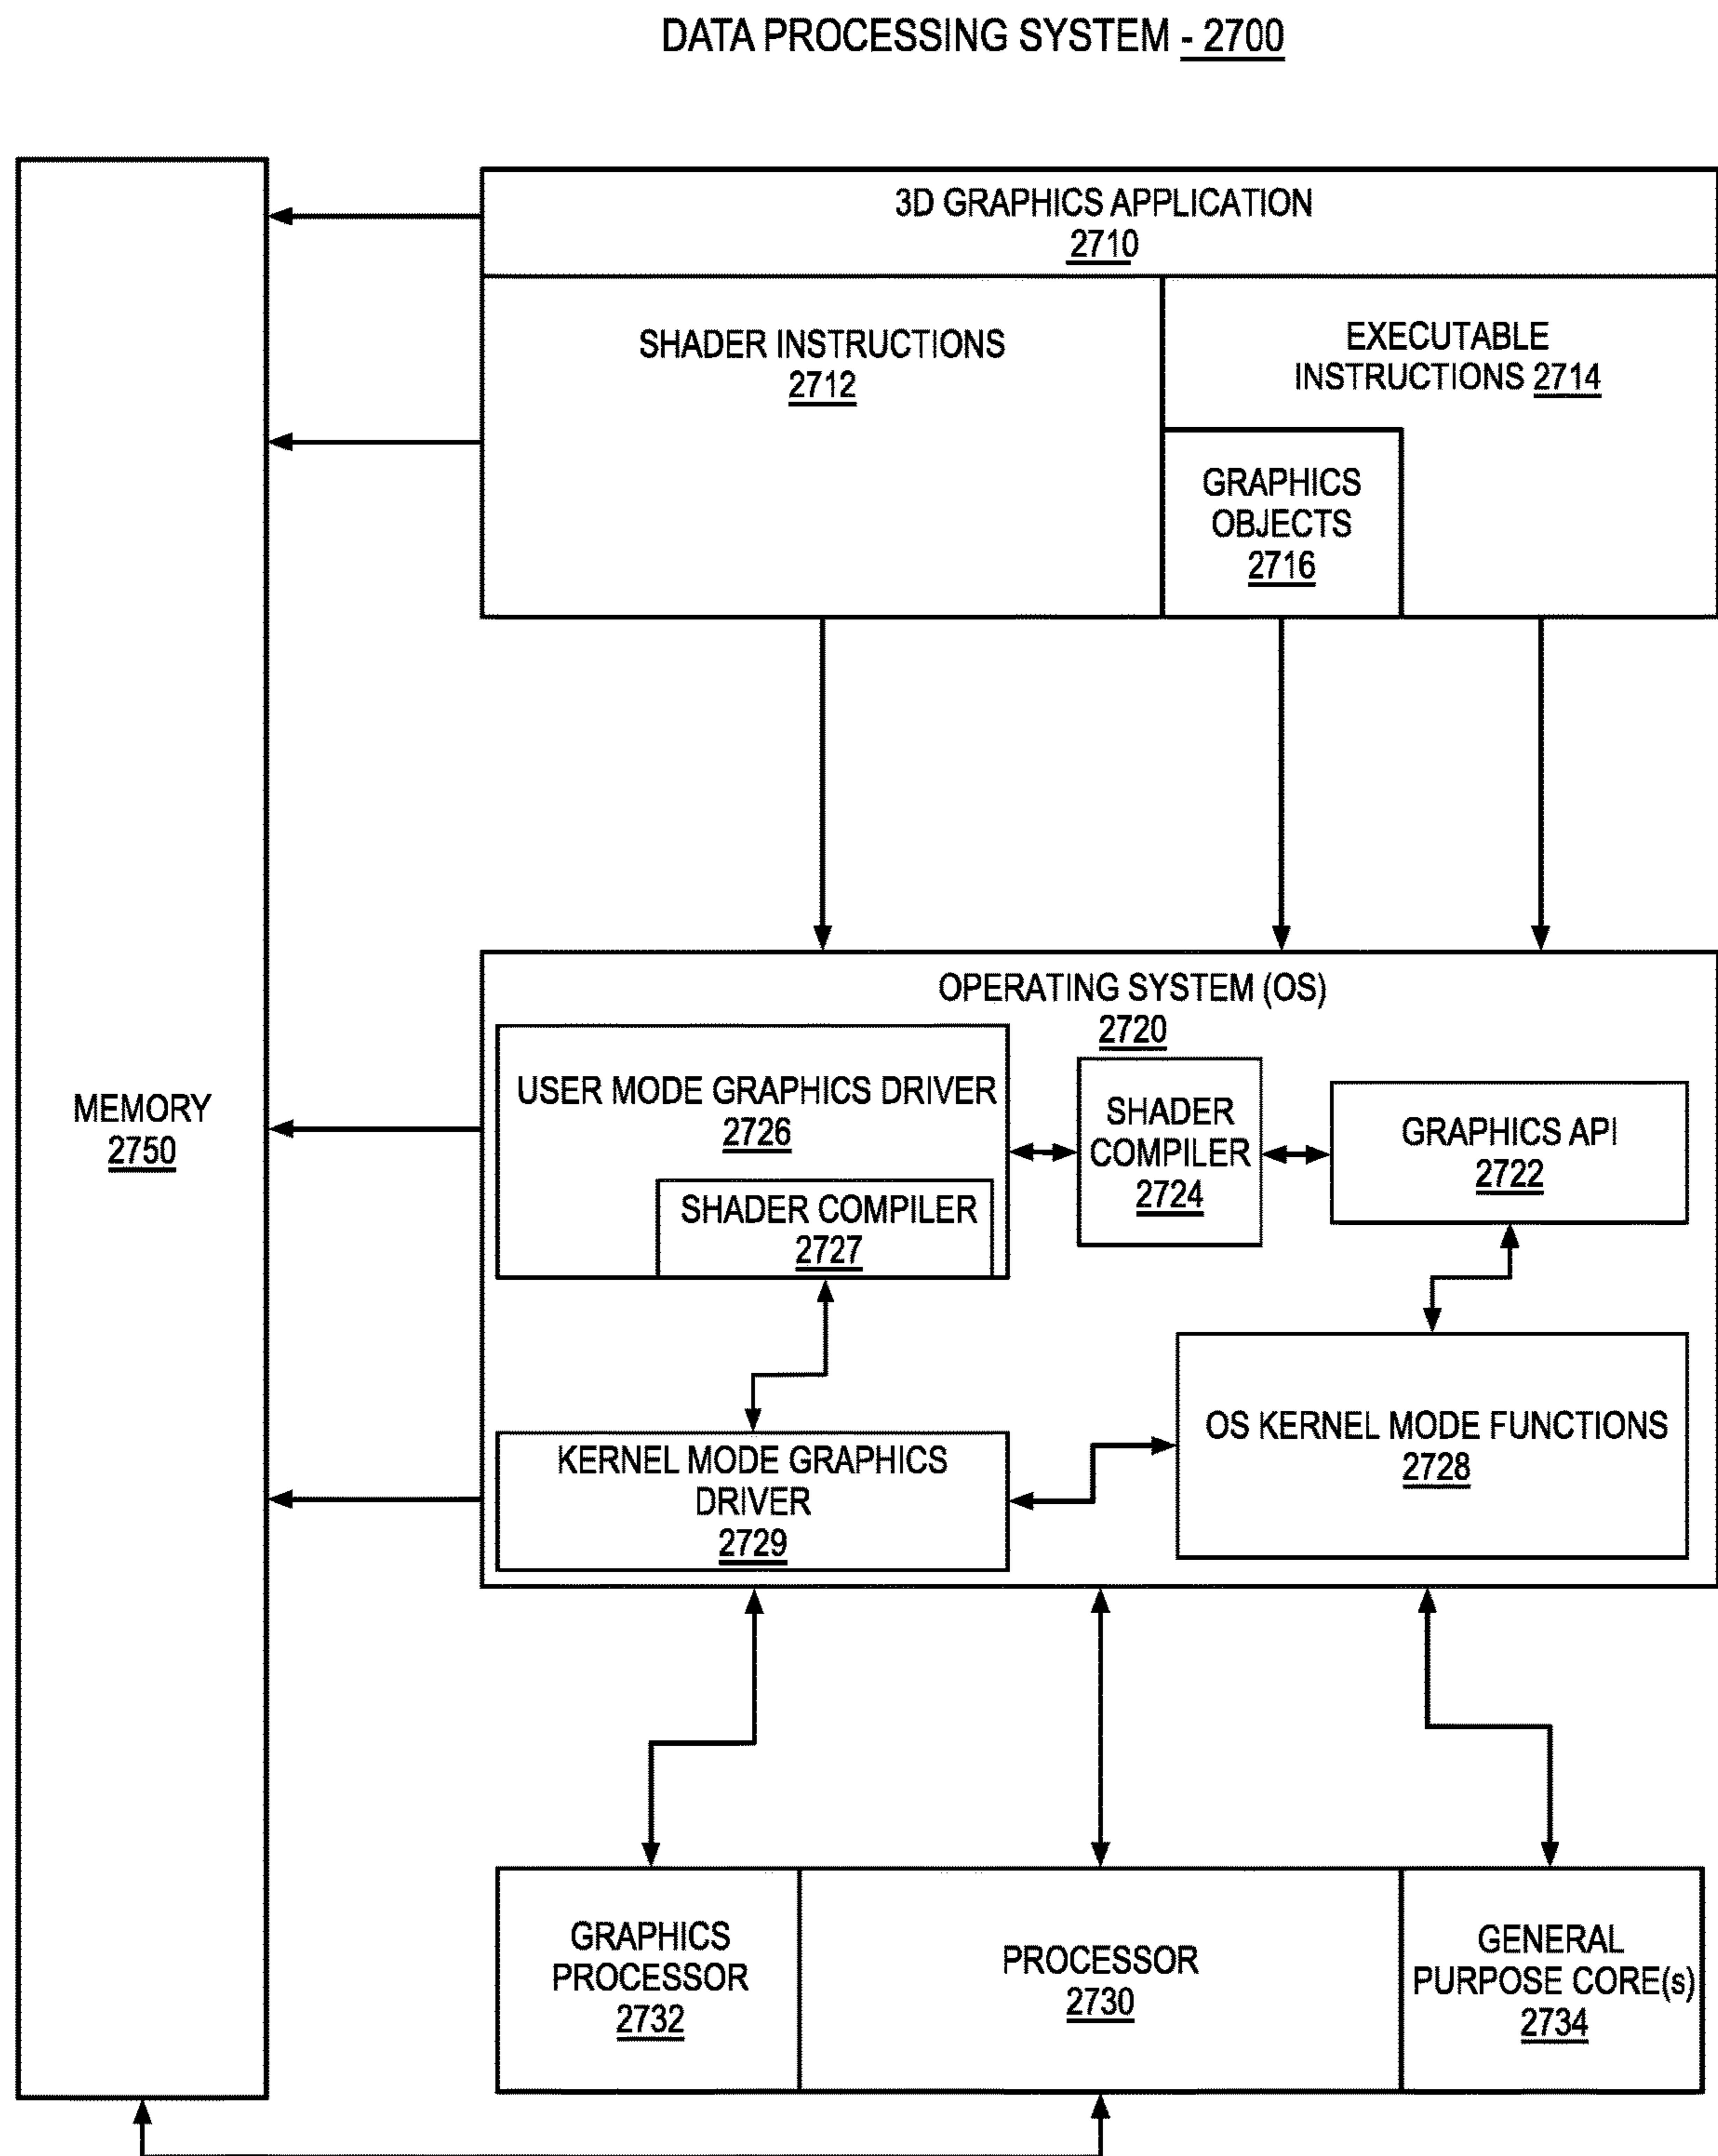 DATA PROCESSING SYSTEM - 2700
3D GRAPHICS APPLICATION
2710
SHADER INSTRUCTIONS
2712
EXECUTABLE
INSTRUCTIONS 2714
GRAPHICS
OBJECTS
2716
OPERATING SYSTEM (OS)
2720
USER MODE GRAPHICS DRIVER
2726
SHADER COMPILER
2727
SHADER
COMPILER
2724
GRAPHICS API
2722
MEMORY
2750
KERNEL MODE GRAPHICS
DRIVER
2729
OS KERNEL MODE FUNCTIONS
2728
GRAPHICS
PROCESSOR
2732
PROCESSOR
2730
GENERAL
PURPOSE CORE(s)
2734